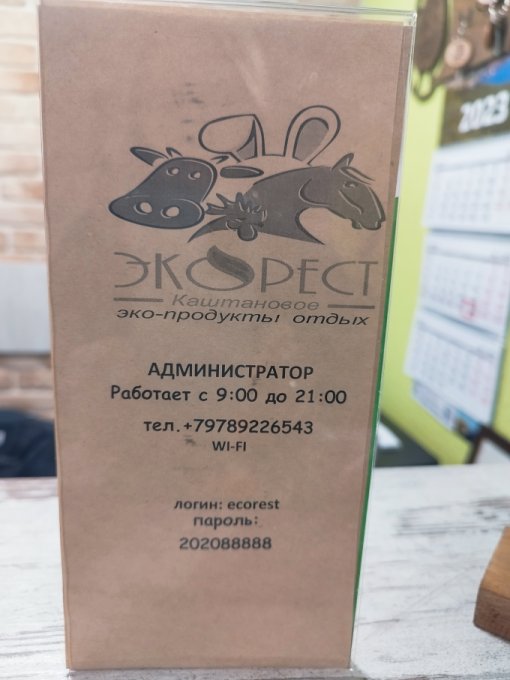 ЭКОРЕСТ
Каштановое
эко-продукты отдых
АДМИНИСТРАТОР
Работает с 9:00 до 21:00
тел.+79789226543
WI-FI
логин: ecorest
пароль:
202088888
2023